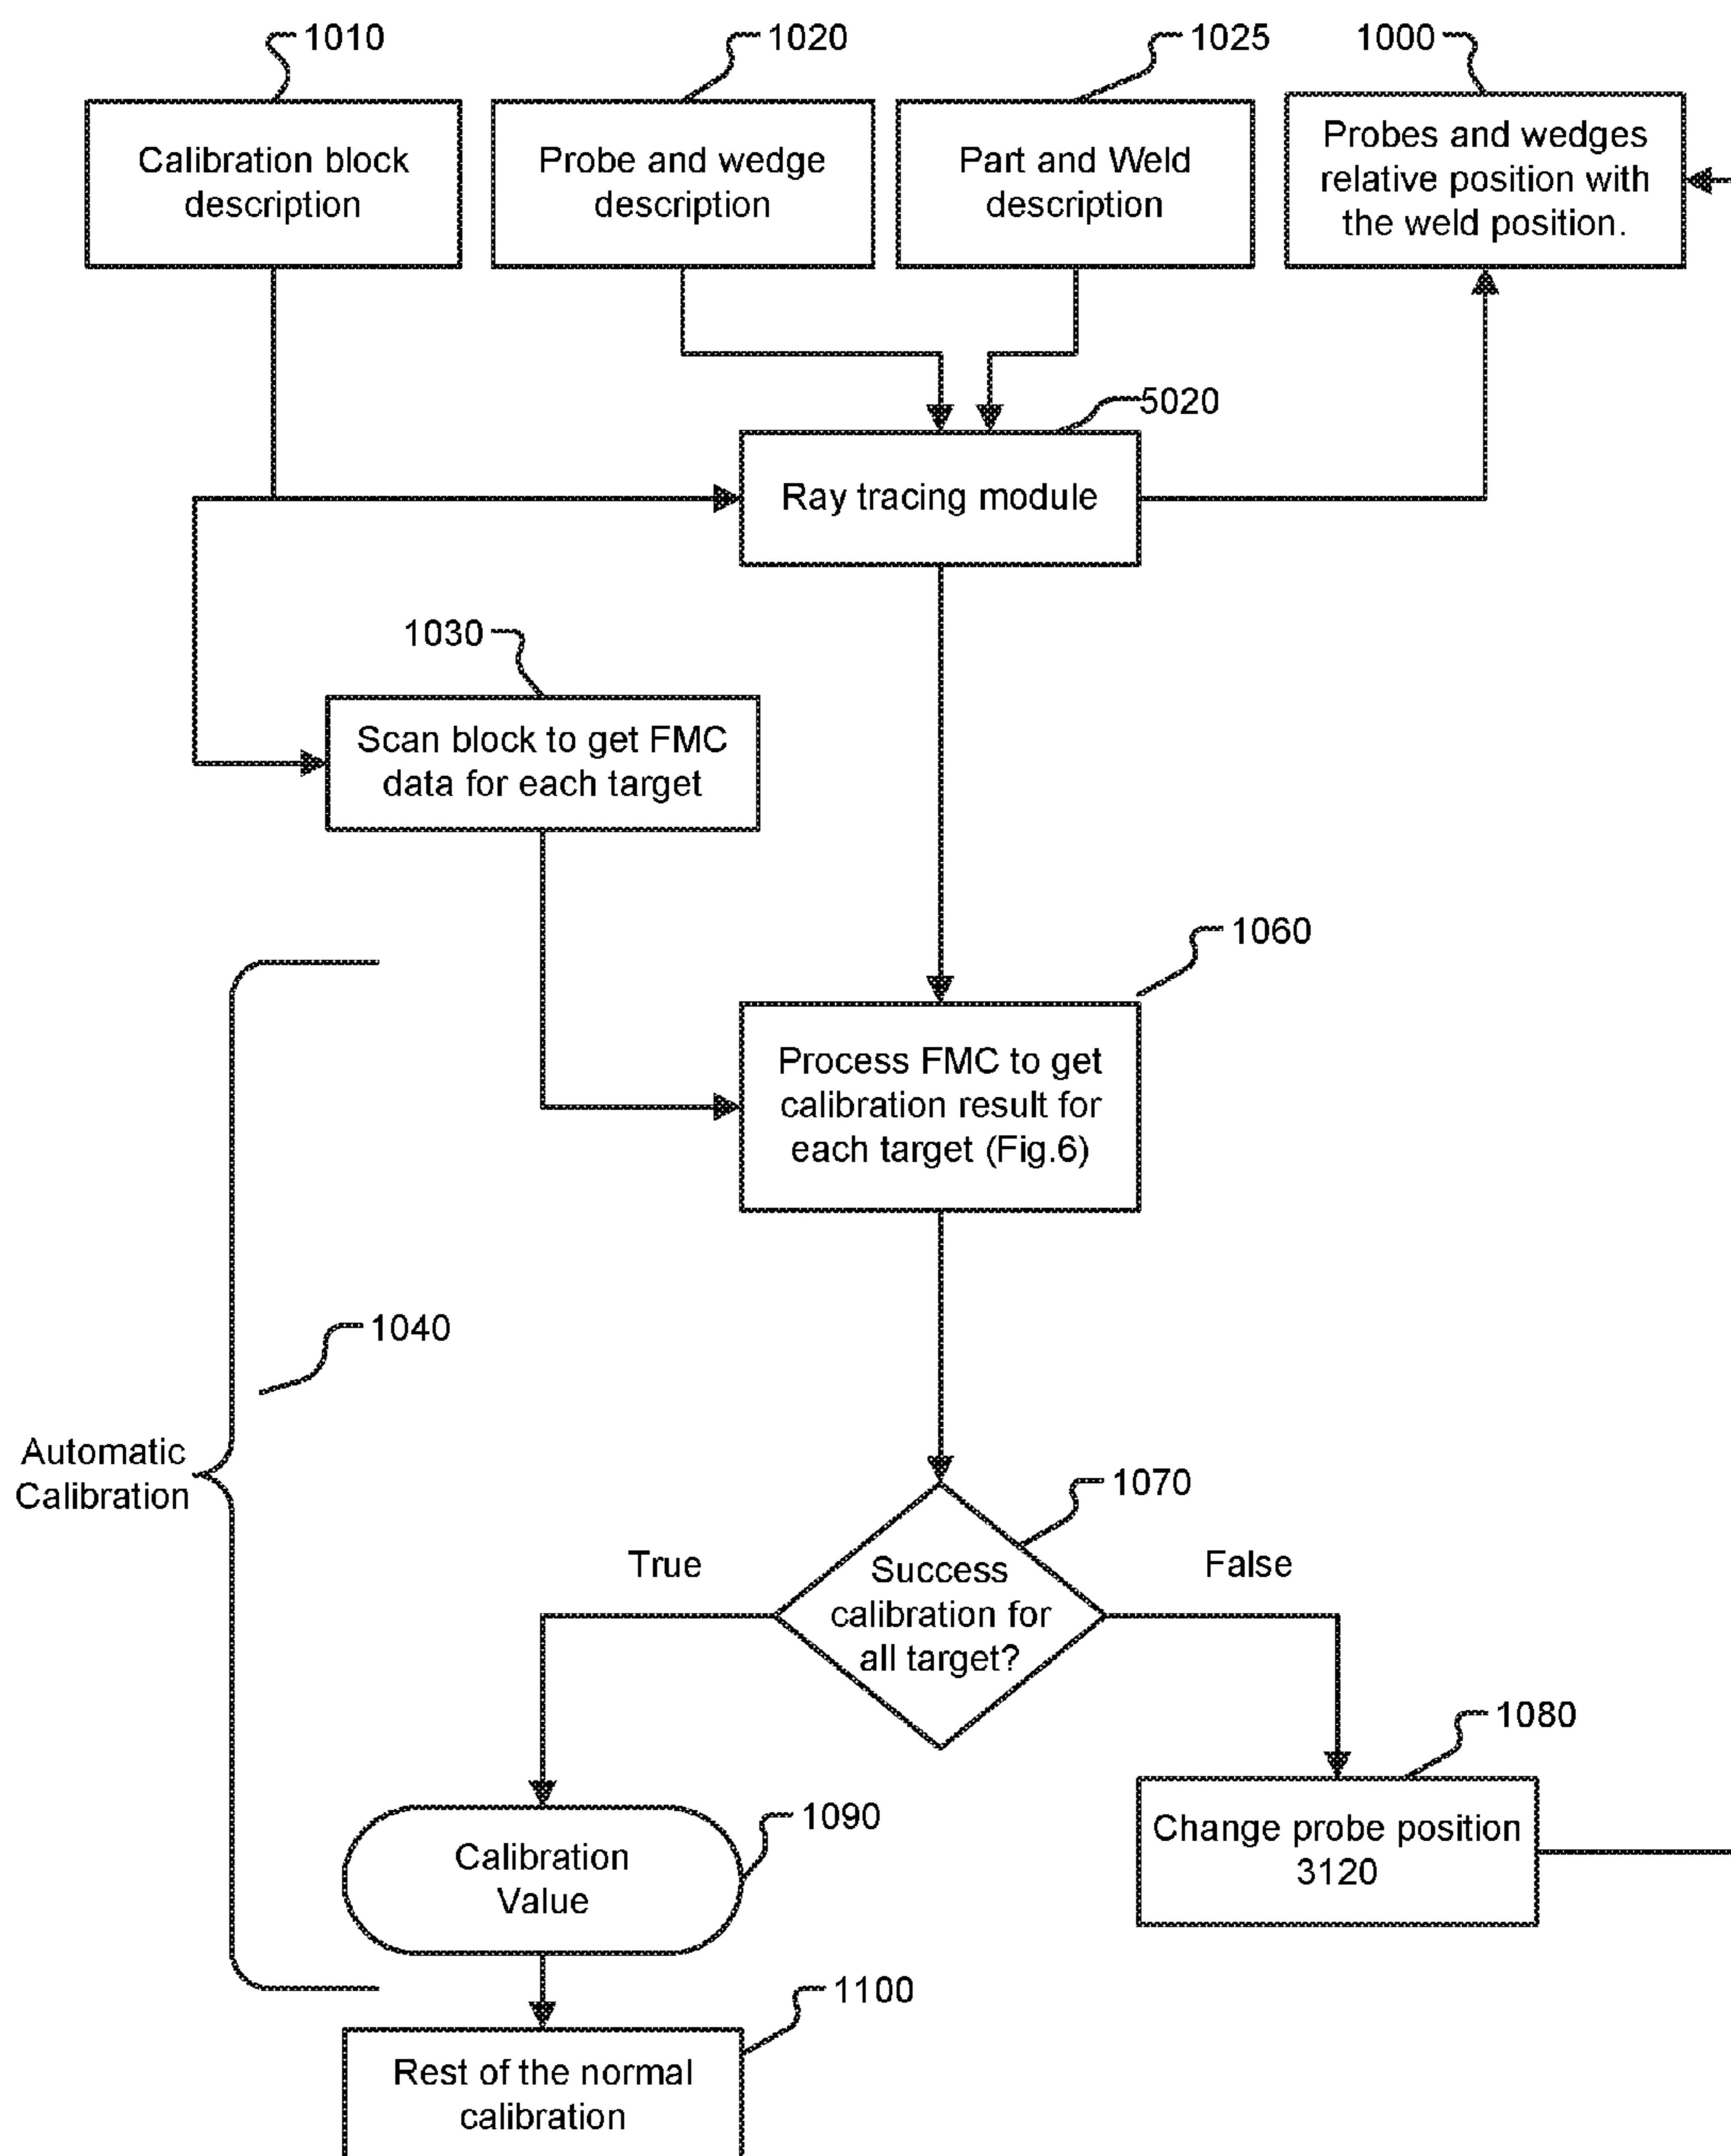 1010
1020
1025
1000
Calibration block
description
Probe and wedge
description
Part and Weld
description
Probes and wedges
relative position with
the weld position.
5020
Ray tracing module
1030
Scan block to get FMC
data for each target
1060
Process FMC to get
calibration result for
each target (Fig.6)
1040
Automatic
Calibration
1070
True
False
Success
calibration for
all target?
1080
Change probe position
3120
1090
Calibration
Value
1100
Rest of the normal
calibration